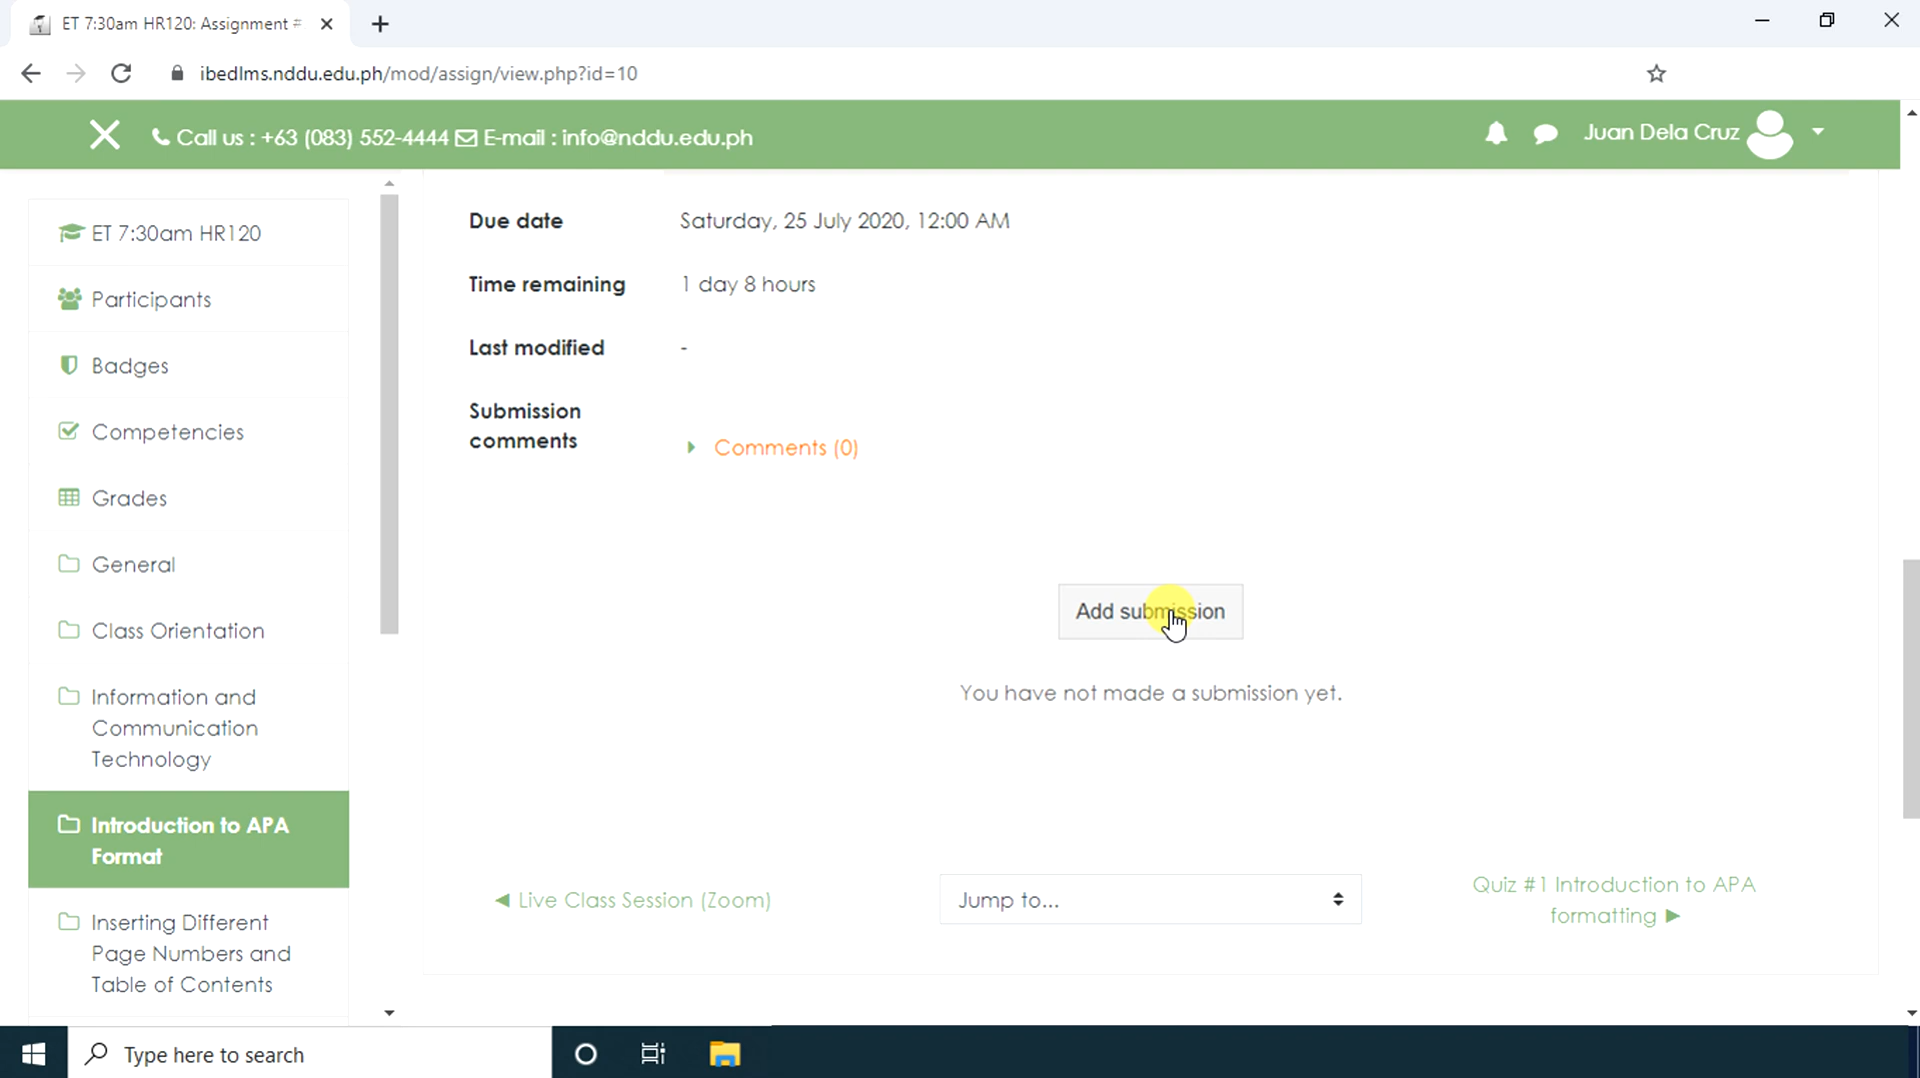 ET 7:30am HR120: Assignment #
ibedlms.nddu.edu.ph/mod/assign/view.php?id=10
Call us : +63 (083) 552-4444 E-mail : info@nddu.edu.ph
Juan Dela Cruz
ET 7:30am HR120
Participants
Badges
Competencies
Grades
General
Class Orientation
Information and
Communication
Technology
Introduction to APA
Format
Inserting Different
Page Numbers and
Table of Contents
Due date Saturday, 25 July 2020, 12:00 AM
Time remaining 1 day 8 hours
Last modified -
Submission
comments
Comments (0)
Add submission
You have not made a submission yet.
◀ Live Class Session (Zoom)
Jump to...
Quiz #1 Introduction to APA
formatting ▶
Type here to search